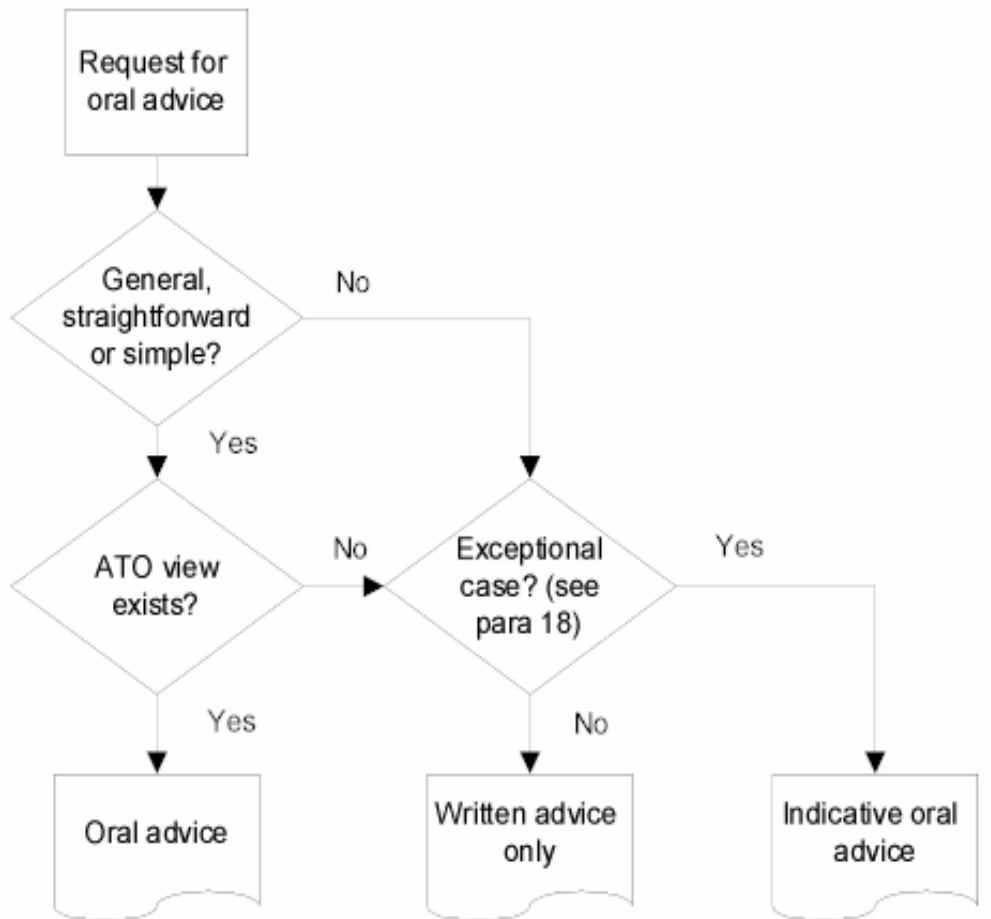 Request for
oral advice
General,
straightforward
or simple?
No
Yes
ATO view
exists?
No
Exceptional
case? (see
para 18)
Yes
Yes
No
Oral advice
Written advice
only
Indicative oral
advice